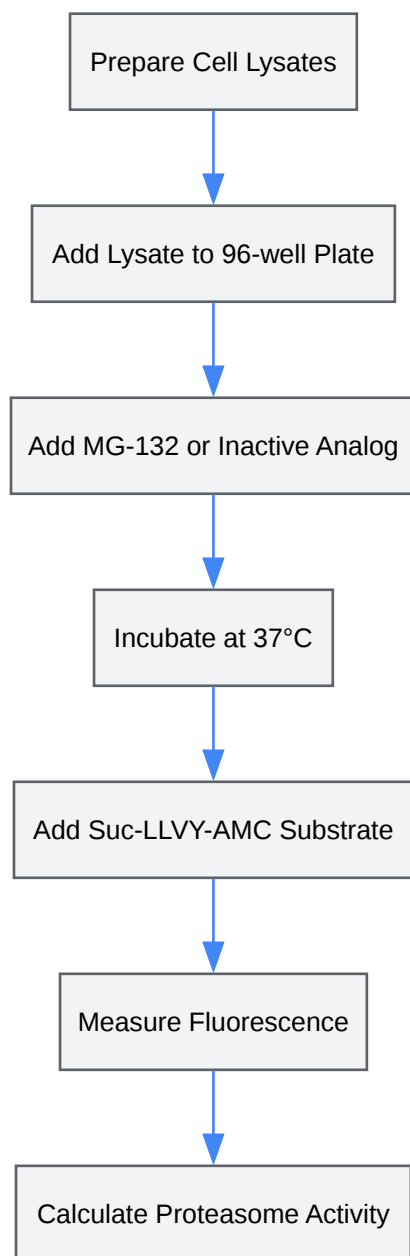 Prepare Cell Lysates
Add Lysate to 96-well Plate
Add MG-132 or Inactive Analog
Incubate at 37°C
Add Suc-LLVY-AMC Substrate
Measure Fluorescence
Calculate Proteasome Activity